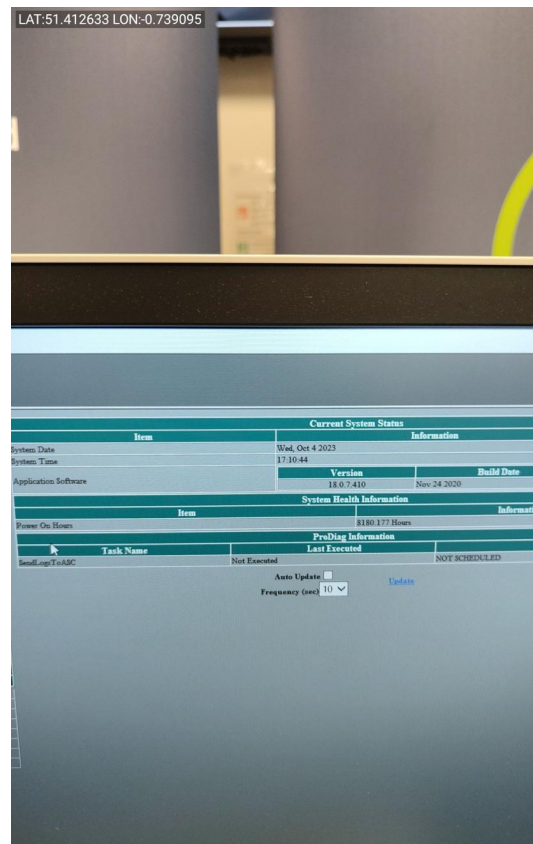 LAT:51.412633 LON:-0.739095
Current System Status
Item Information
System Date Wed, Oct 4 2023
System Time 17:10:44
Application Software Version Build Date
18.0.7.410 Nov 24 2020
System Health Information
Item Informati
Power On Hours 8180.177 Hours
ProDiag Information
Task Name Last Executed
SendLogsToASC Not Executed NOT SCHEDULED
Auto Update Update
Frequency (sec) 10